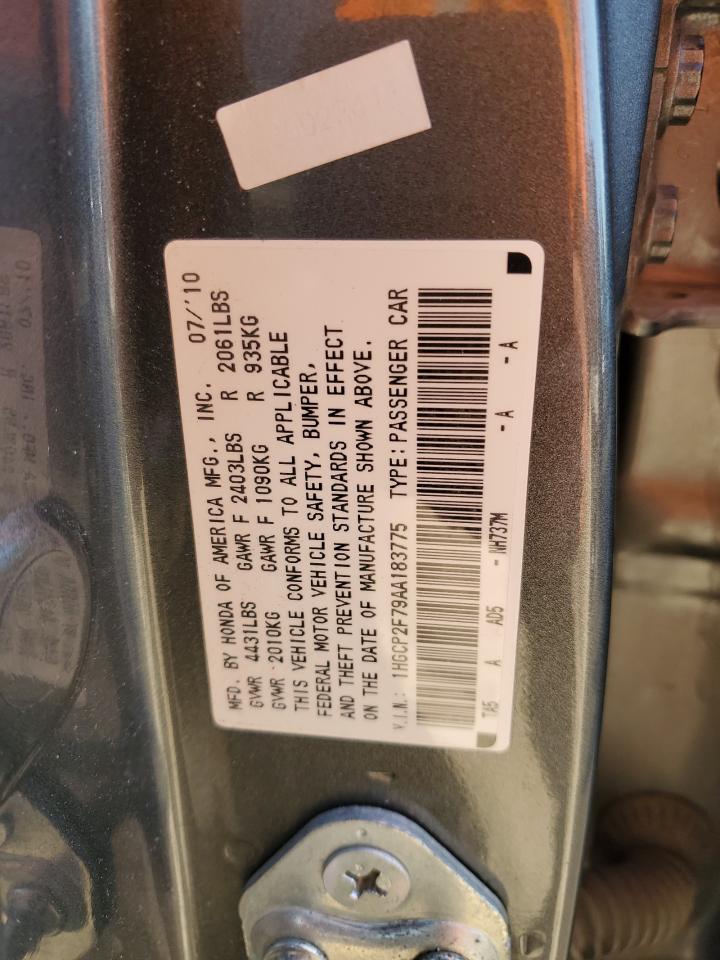 MFD. BY HONDA OF AMERICA MFG., INC. 07/'10
GVWR 4431LBS GAWR F 2403LBS R 2061LBS
GVWR 2010KG GAWR F 1090KG R 935KG
THIS VEHICLE CONFORMS TO ALL APPLICABLE
FEDERAL MOTOR VEHICLE SAFETY, BUMPER,
AND THEFT PREVENTION STANDARDS IN EFFECT
ON THE DATE OF MANUFACTURE SHOWN ABOVE.
V.I.N.: 1HGCP2F79AA183775 TYPE: PASSENGER CAR
TA5 A AD5 - NH737M - A - A